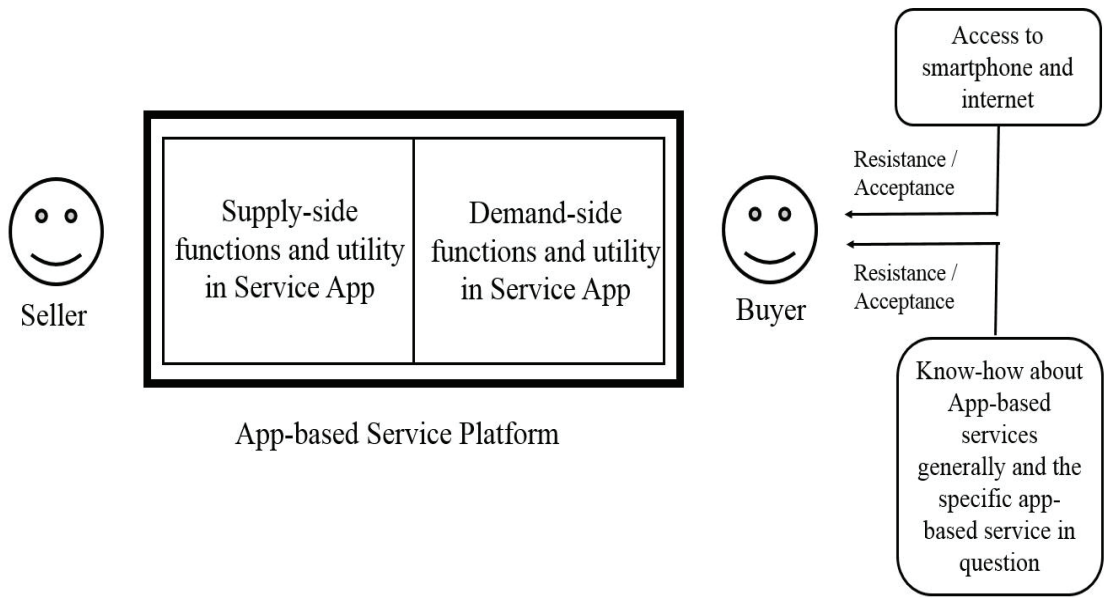 Access to
smartphone and
internet
Resistance /
Acceptance
Supply-side
functions and utility
in Service App
Demand-side
functions and utility
in Service App
Seller
Buyer
Resistance /
Acceptance
App-based Service Platform
Know-how about
App-based
services
generally and the
specific app-
based service in
question